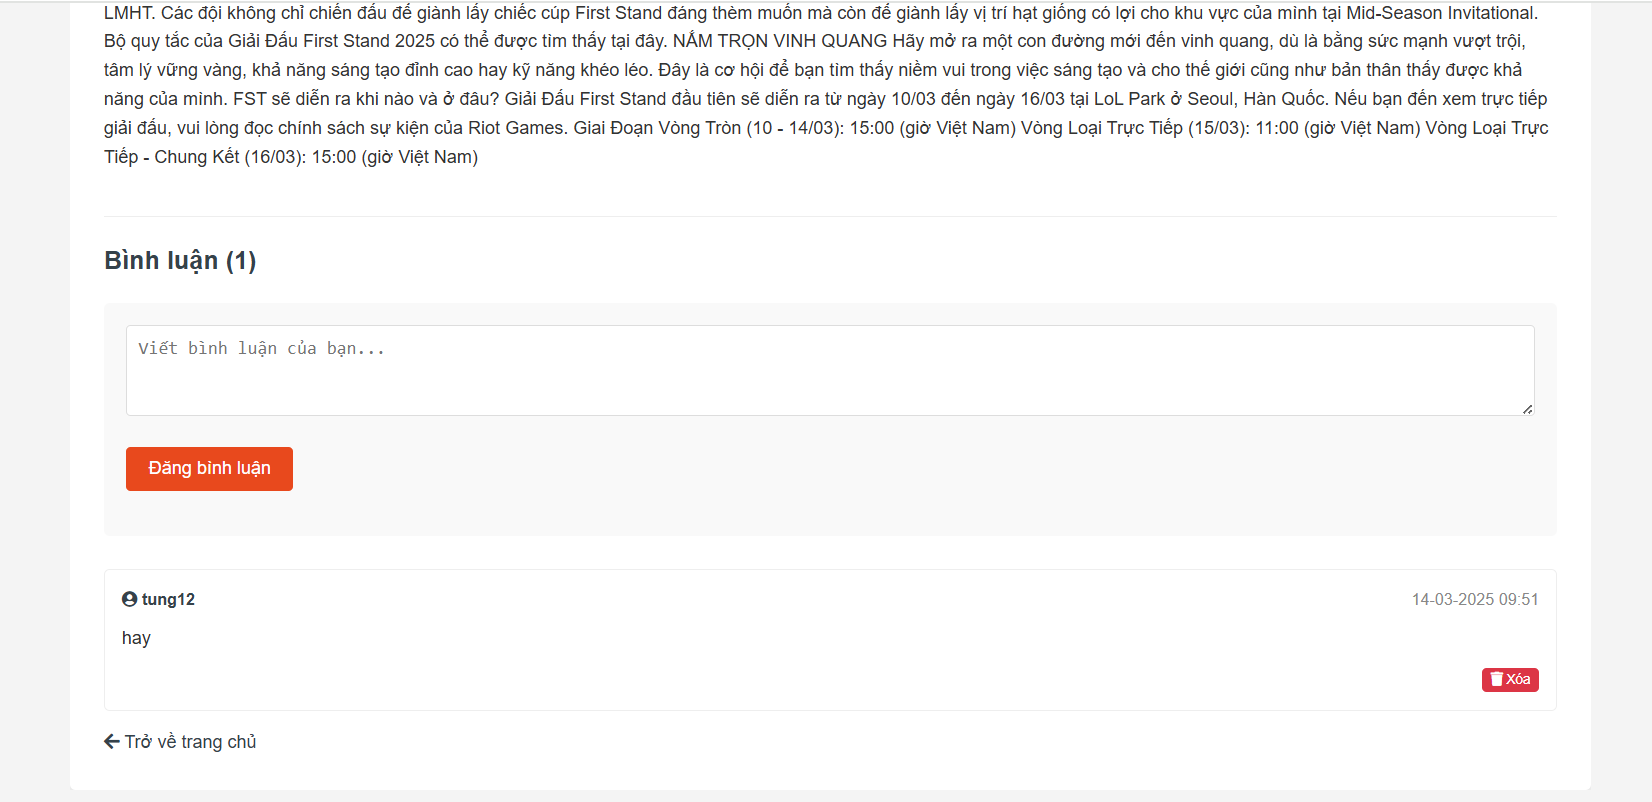 LMHT. Các đội không chỉ chiến đấu để giành lấy chiếc cúp First Stand đáng thèm muốn mà còn để giành lấy vị trí hạt giống có lợi cho khu vực của mình tại Mid-Season Invitational.
Bộ quy tắc của Giải Đấu First Stand 2025 có thể được tìm thấy tại đây. NẮM TRỌN VINH QUANG Hãy mở ra một con đường mới đến vinh quang, dù là bằng sức mạnh vượt trội,
tâm lý vững vàng, khả năng sáng tạo đỉnh cao hay kỹ năng khéo léo. Đây là cơ hội để bạn tìm thấy niềm vui trong việc sáng tạo và cho thế giới cũng như bản thân thấy được khả
năng của mình. FST sẽ diễn ra khi nào và ở đâu? Giải Đấu First Stand đầu tiên sẽ diễn ra từ ngày 10/03 đến ngày 16/03 tại LoL Park ở Seoul, Hàn Quốc. Nếu bạn đến xem trực tiếp
giải đấu, vui lòng đọc chính sách sự kiện của Riot Games. Giai Đoạn Vòng Tròn (10 - 14/03): 15:00 (giờ Việt Nam) Vòng Loại Trực Tiếp (15/03): 11:00 (giờ Việt Nam) Vòng Loại Trực
Tiếp - Chung Kết (16/03): 15:00 (giờ Việt Nam)
Bình luận (1)
Viết bình luận của bạn...
Đăng bình luận
tung12
14-03-2025 09:51
hay
Xóa
Trở về trang chủ